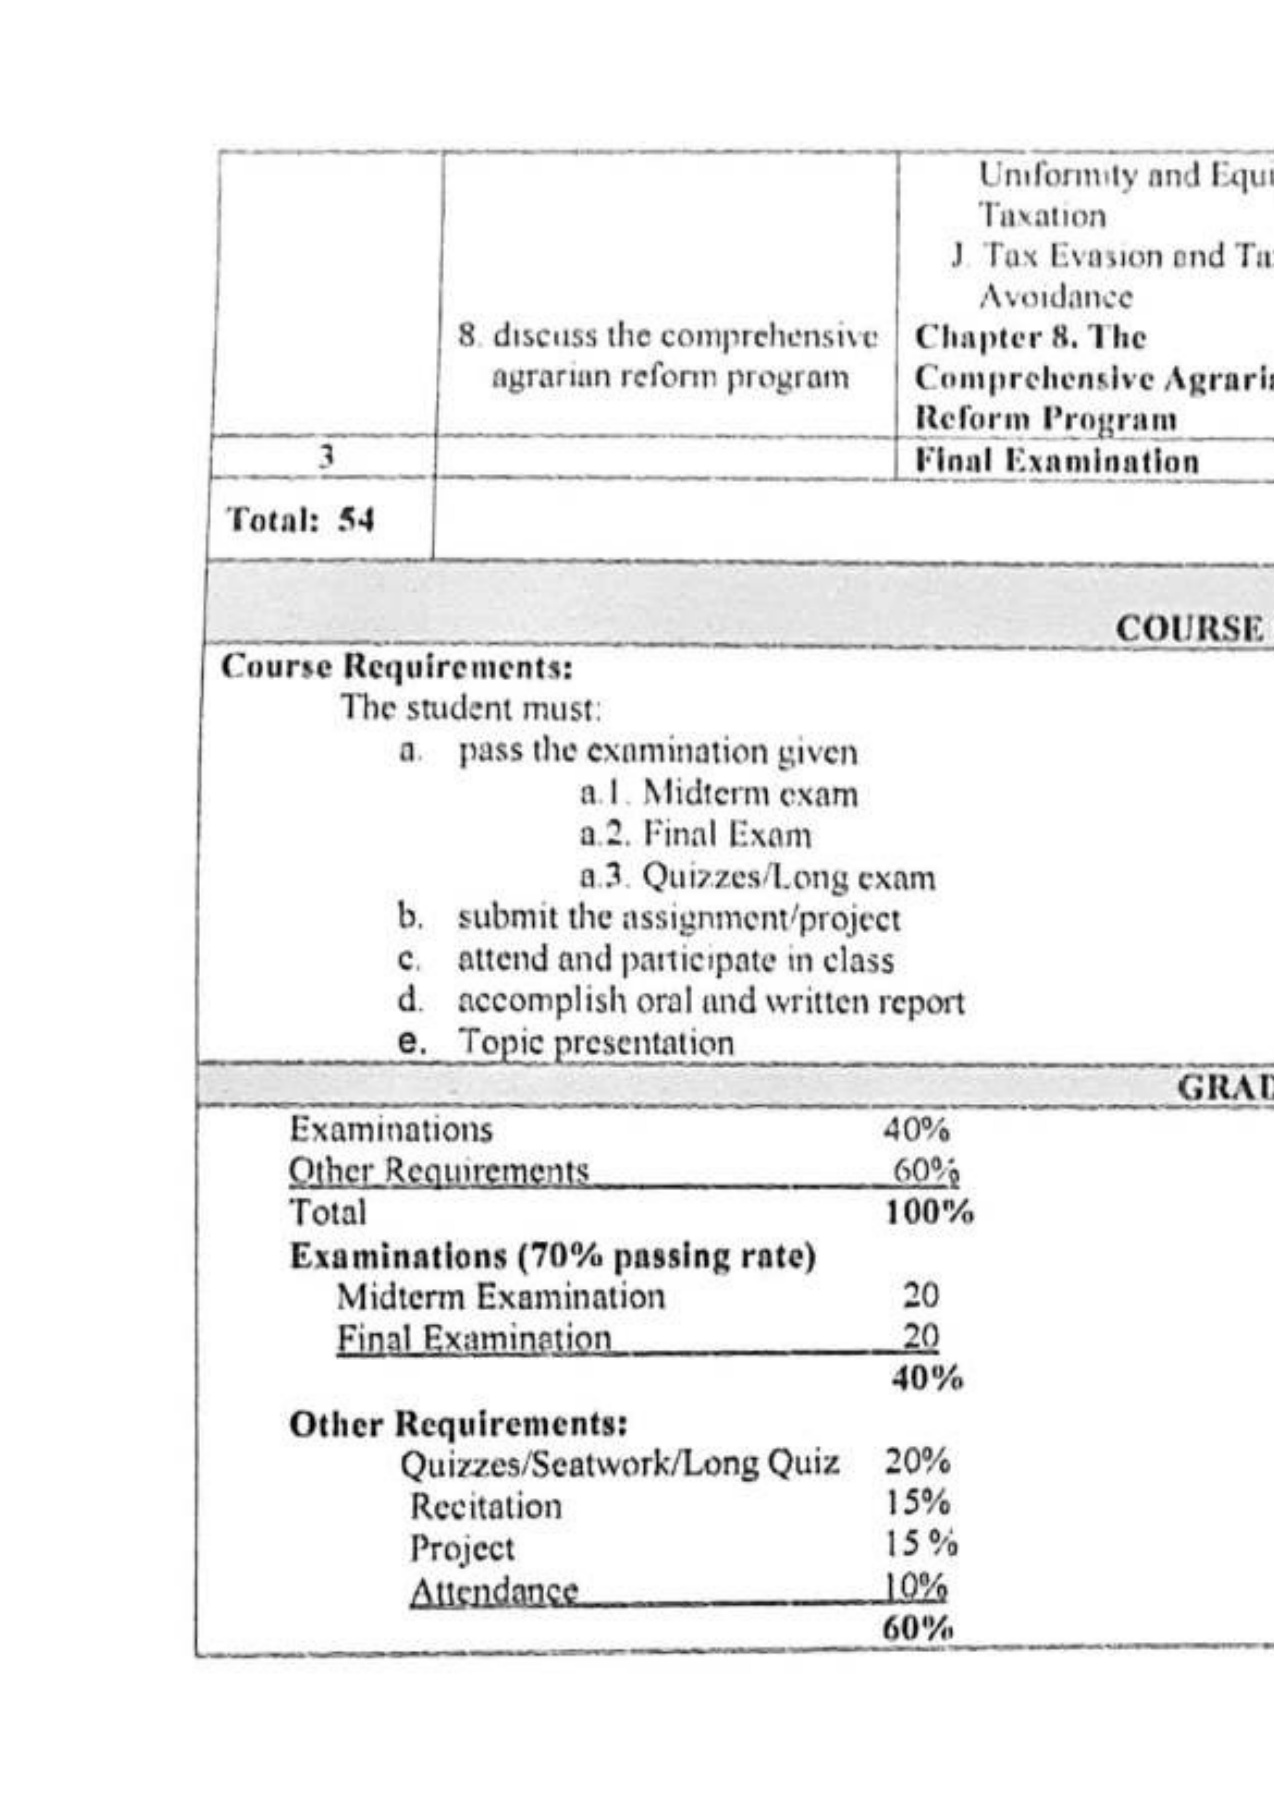 Uniformity and Equi
Taxation
J. Tax Evasion and Ta
Avoidance
8. discuss the comprehensive
agrarian reform program
Chapter 8. The
Comprehensive Agrari
Reform Program
3
Final Examination
Total: 54
COURSE
Course Requirements:
The student must:
a. pass the examination given
a.1. Midterm exam
a.2. Final Exam
a.3. Quizzes/Long exam
b. submit the assignment/project
c. attend and participate in class
d. accomplish oral and written report
e. Topic presentation
GRAD
Examinations 40%
Other Requirements 60%
Total 100%
Examinations (70% passing rate)
Midterm Examination 20
Final Examination 20
40%
Other Requirements:
Quizzes/Seatwork/Long Quiz 20%
Recitation 15%
Project 15 %
Attendance 10%
60%